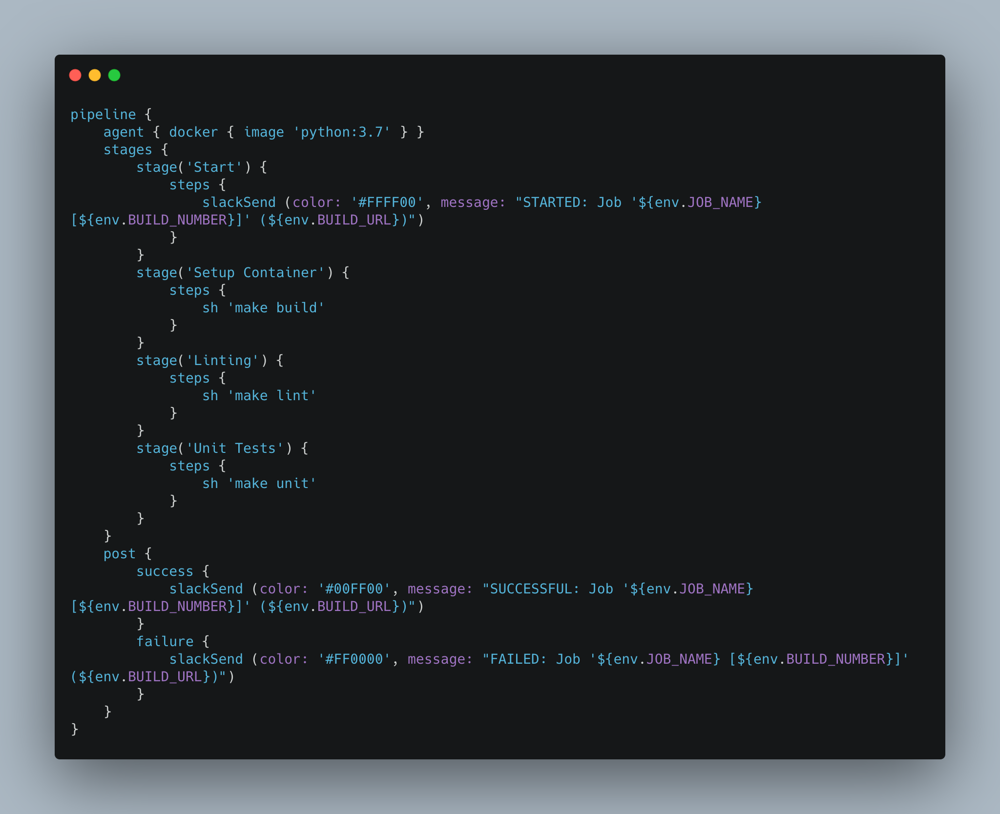 pipeline {
    agent { docker { image 'python:3.7' } }
    stages {
        stage('Start') {
            steps {
                slackSend (color: '#FFFF00', message: "STARTED: Job '${env.JOB_NAME}
[${env.BUILD_NUMBER}]' (${env.BUILD_URL})")
            }
        }
        stage('Setup Container') {
            steps {
                sh 'make build'
            }
        }
        stage('Linting') {
            steps {
                sh 'make lint'
            }
        }
        stage('Unit Tests') {
            steps {
                sh 'make unit'
            }
        }
    }
    post {
        success {
            slackSend (color: '#00FF00', message: "SUCCESSFUL: Job '${env.JOB_NAME}
[${env.BUILD_NUMBER}]' (${env.BUILD_URL})")
        }
        failure {
            slackSend (color: '#FF0000', message: "FAILED: Job '${env.JOB_NAME} [${env.BUILD_NUMBER}]'
(${env.BUILD_URL})")
        }
    }
}